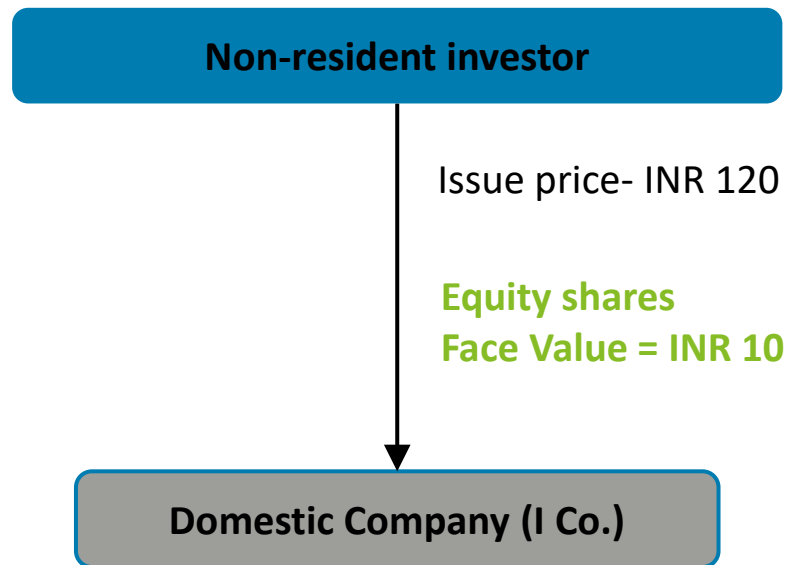 Non-resident investor
Issue price- INR 120
Equity shares
Face Value = INR 10
Domestic Company (I Co.)